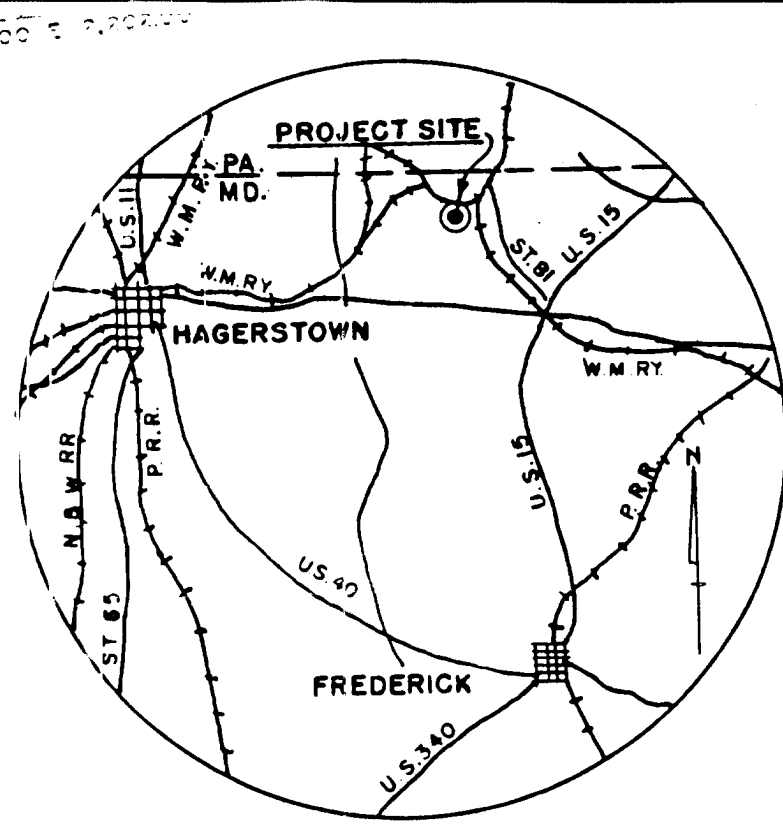 PROJECT SITE
PA.
MD.
U.S.11
W.M.RY.
W.M.RY.
ST.81
U.S.15
HAGERSTOWN
W.M.RY.
N.&W.RR
P.R.R.
U.S.15
P.R.R.
N
ST 65
U.S.40
FREDERICK
U.S.340